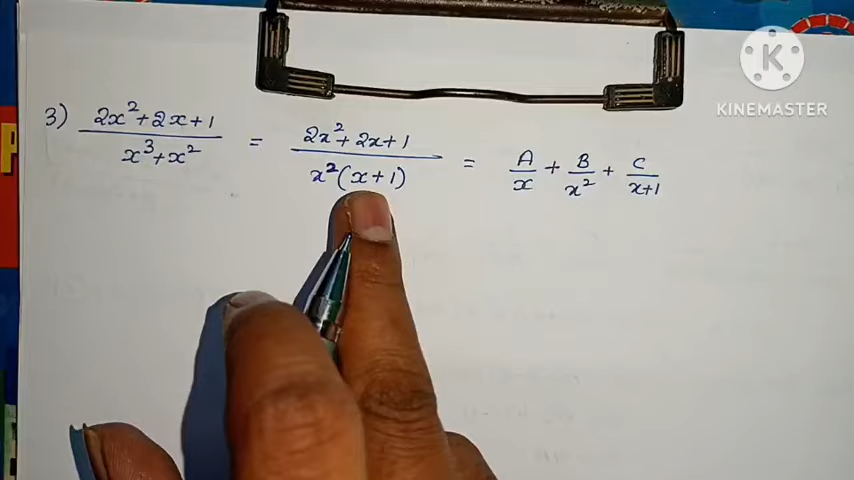 3) (2x²+2x+1)/(x³+x²) = (2x²+2x+1)/(x²(x+1)) = A/x + B/x² + C/(x+1)
K
KINEMASTER